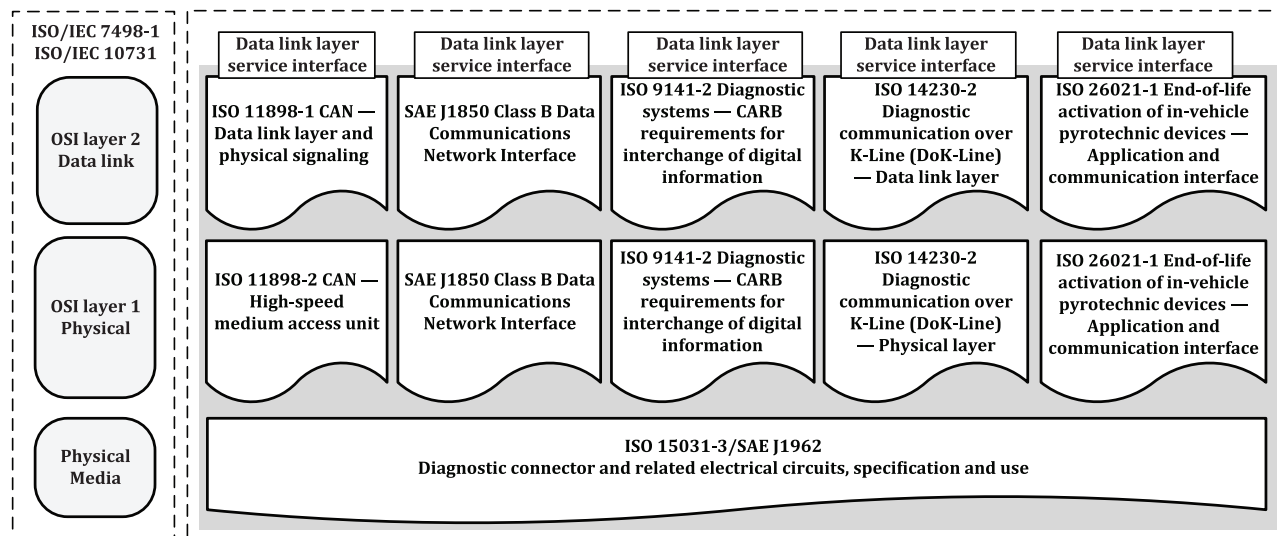 ISO/IEC 7498-1
ISO/IEC 10731
Data link layer
service interface
Data link layer
service interface
Data link layer
service interface
Data link layer
service interface
Data link layer
service interface
OSI layer 2
Data link
ISO 11898-1 CAN —
Data link layer and
physical signaling
SAE J1850 Class B Data
Communications
Network Interface
ISO 9141-2 Diagnostic
systems — CARB
requirements for
interchange of digital
information
ISO 14230-2
Diagnostic
communication over
K-Line (DoK-Line)
— Data link layer
ISO 26021-1 End-of-life
activation of in-vehicle
pyrotechnic devices —
Application and
communication interface
OSI layer 1
Physical
ISO 11898-2 CAN —
High-speed
medium access unit
SAE J1850 Class B Data
Communications
Network Interface
ISO 9141-2 Diagnostic
systems — CARB
requirements for
interchange of digital
information
ISO 14230-2
Diagnostic
communication over
K-Line (DoK-Line)
— Physical layer
ISO 26021-1 End-of-life
activation of in-vehicle
pyrotechnic devices —
Application and
communication interface
Physical
Media
ISO 15031-3/SAE J1962
Diagnostic connector and related electrical circuits, specification and use